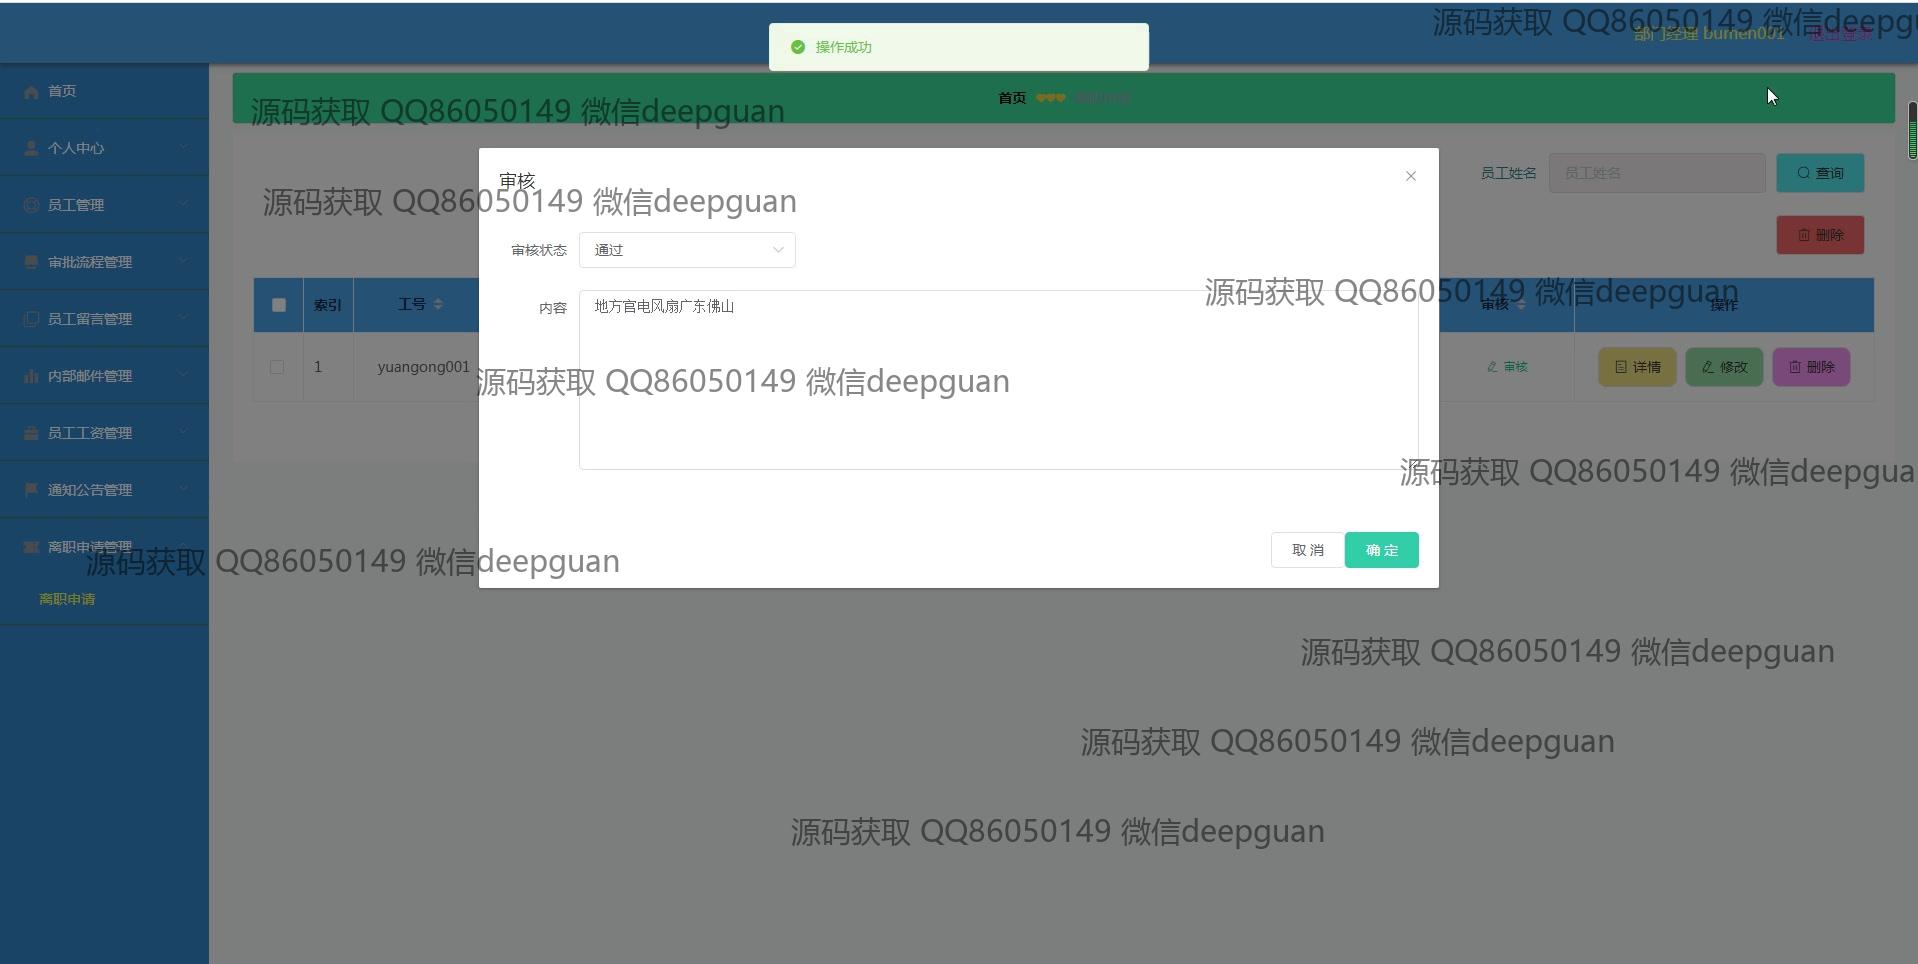 源码获取 QQ86050149 微信deepgu
操作成功
部门经理 bumen001 退出登录
首页
源码获取 QQ86050149 微信deepguan
首页
个人中心
员工管理
审批流程管理
员工留言管理
内部邮件管理
员工工资管理
通知公告管理
离职申请管理
离职申请
审核
源码获取 QQ86050149 微信deepguan
员工姓名 员工姓名 查询
删除
审核状态 通过
内容 地方官电风扇广东佛山
源码获取 QQ86050149 微信deepguan
索引 工号 审核 操作
1 yuangong001 审核 详情 修改 删除
源码获取 QQ86050149 微信deepguan
源码获取 QQ86050149 微信deepgua
取消 确定
源码获取 QQ86050149 微信deepguan
源码获取 QQ86050149 微信deepguan
源码获取 QQ86050149 微信deepguan
源码获取 QQ86050149 微信deepguan